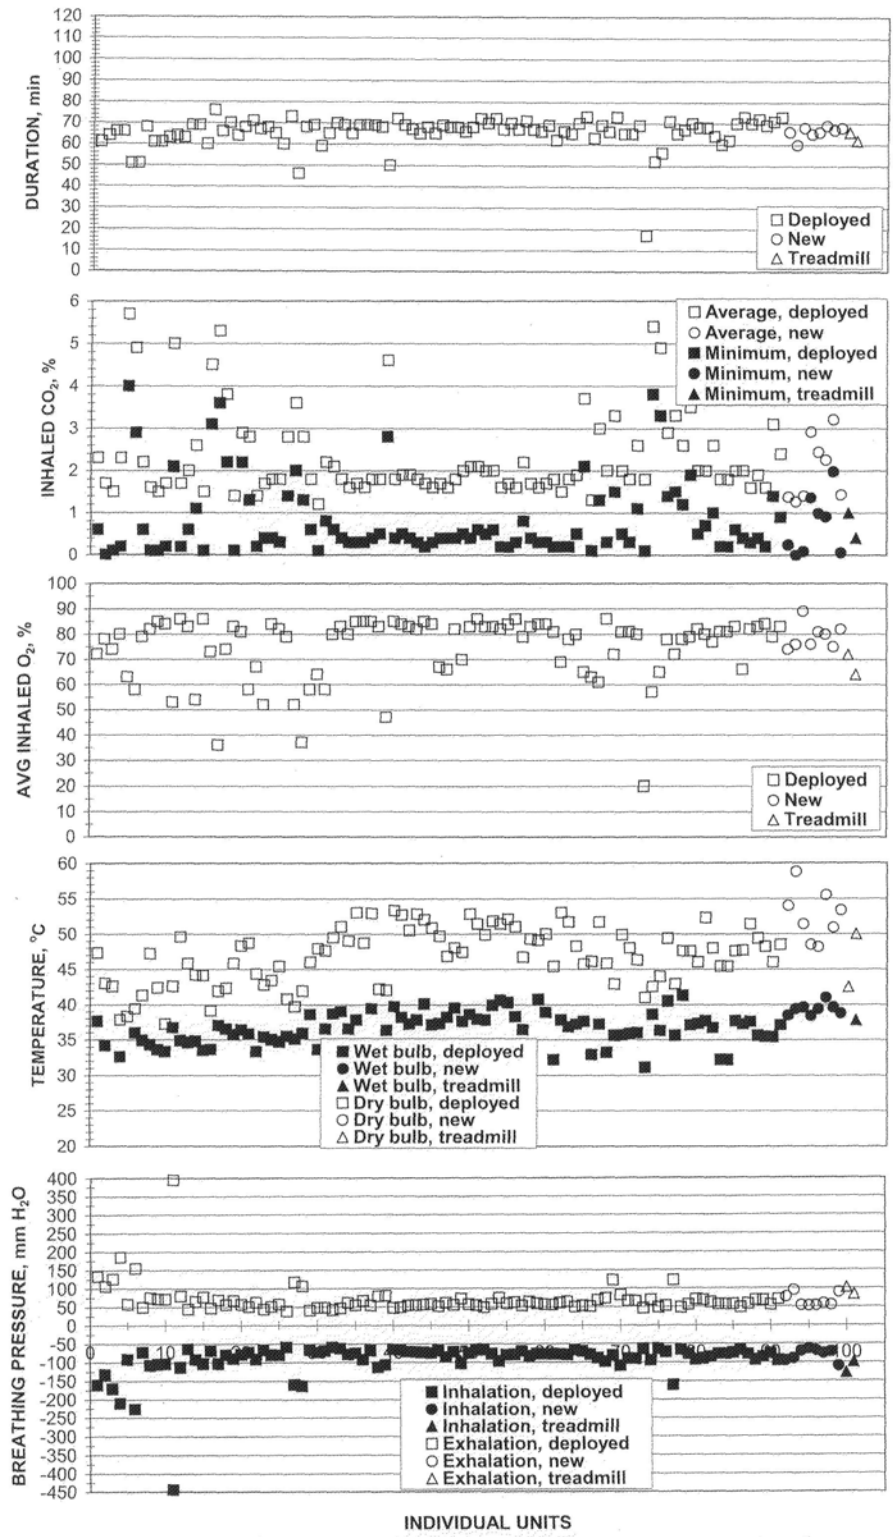 DURATION, min
120
110
100
90
80
70
60
50
40
30
20
10
0
Deployed
New
Treadmill
INHALED CO₂, %
6
5
4
3
2
1
0
Average, deployed
Average, new
Minimum, deployed
Minimum, new
Minimum, treadmill
AVG INHALED O₂, %
100
90
80
70
60
50
40
30
20
10
0
Deployed
New
Treadmill
TEMPERATURE, °C
60
55
50
45
40
35
30
25
20
Wet bulb, deployed
Wet bulb, new
Wet bulb, treadmill
Dry bulb, deployed
Dry bulb, new
Dry bulb, treadmill
BREATHING PRESSURE, mm H₂O
400
350
300
250
200
150
100
50
0
-50
-100
-150
-200
-250
-300
-350
-400
-450
0 10 100
Inhalation, deployed
Inhalation, new
Inhalation, treadmill
Exhalation, deployed
Exhalation, new
Exhalation, treadmill
INDIVIDUAL UNITS